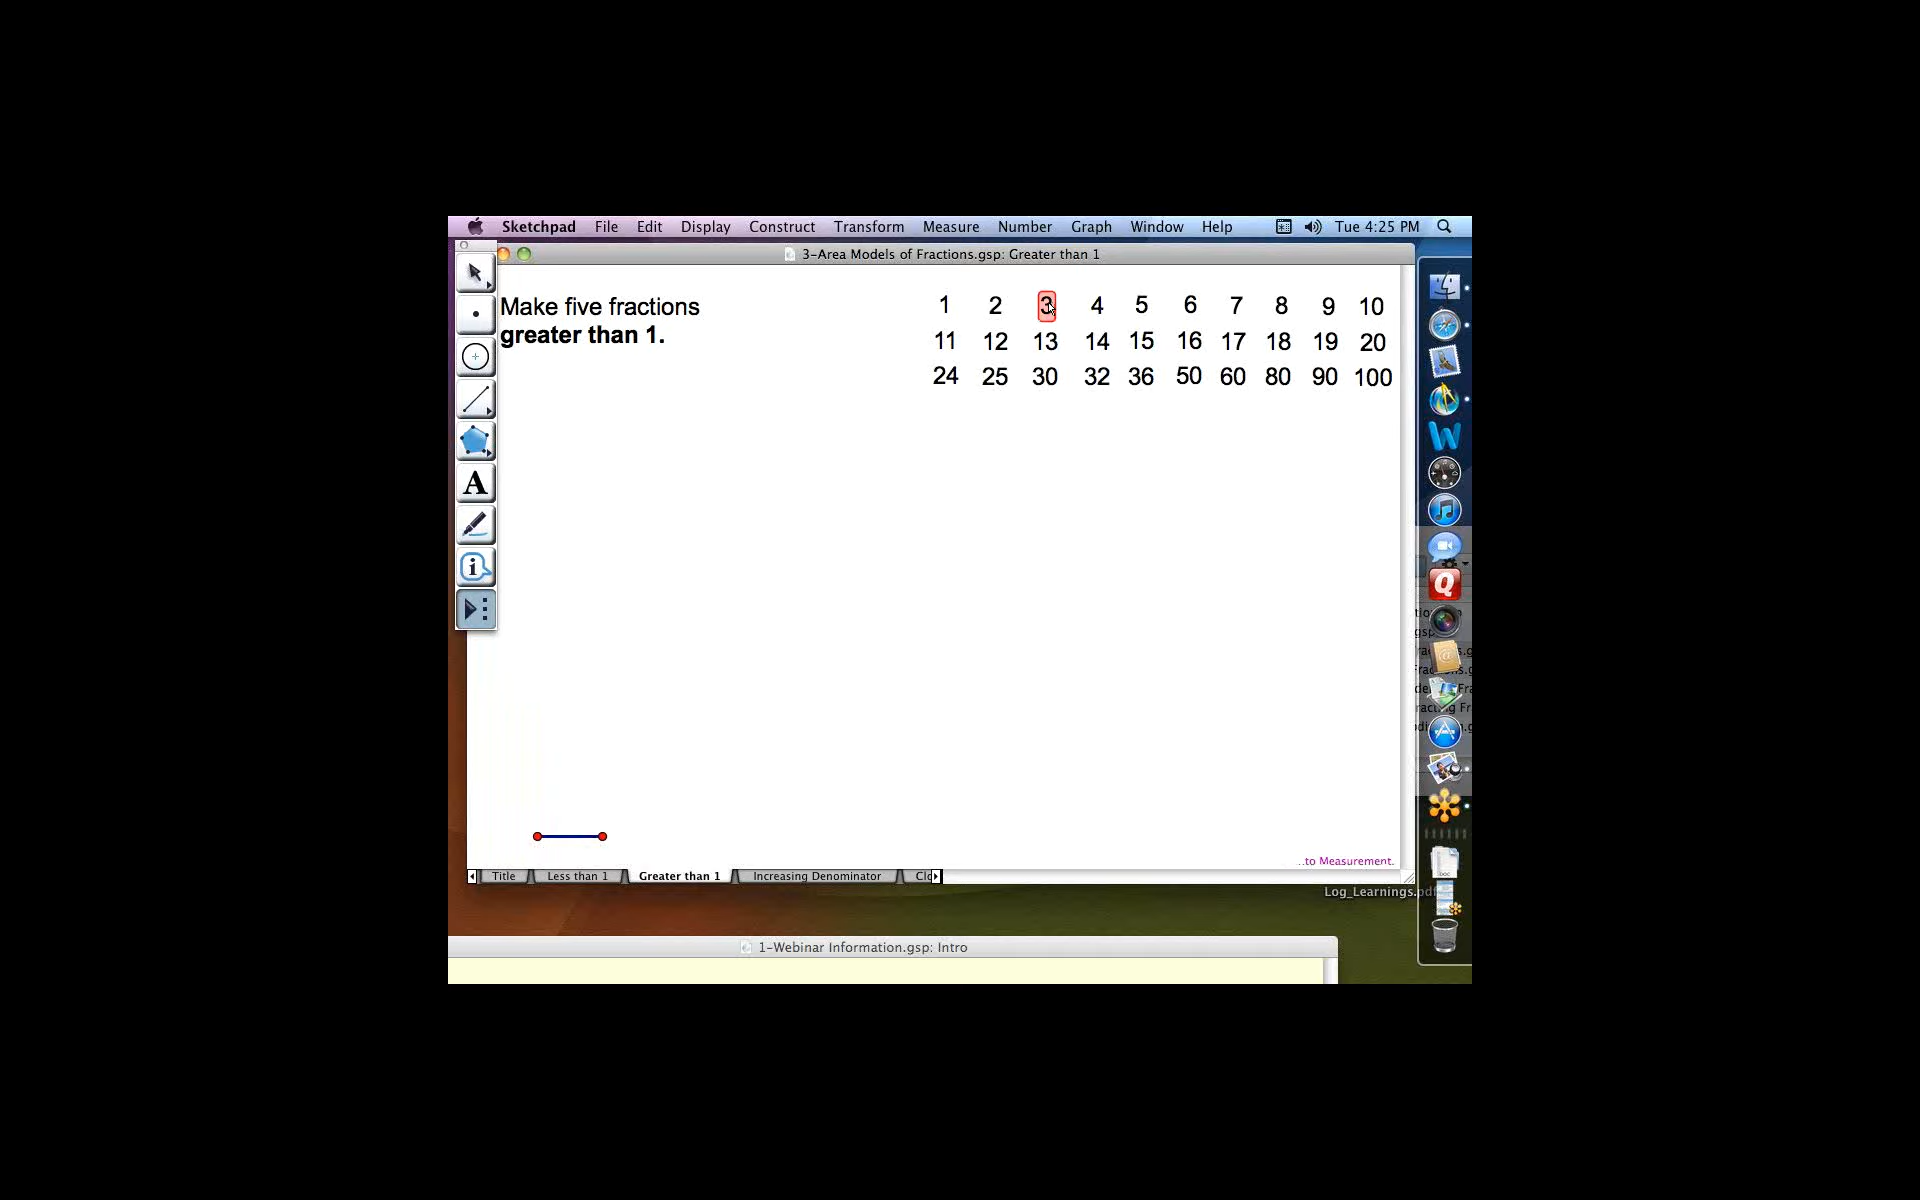 Sketchpad File Edit Display Construct Transform Measure Number Graph Window Help Tue 4:25 PM
3-Area Models of Fractions.gsp: Greater than 1
Make five fractions
greater than 1.
1 2 3 4 5 6 7 8 9 10
11 12 13 14 15 16 17 18 19 20
24 25 30 32 36 50 60 80 90 100
A
..to Measurement.
Title Less than 1 Greater than 1 Increasing Denominator
Log_Learnings.pdf
1-Webinar Information.gsp: Intro